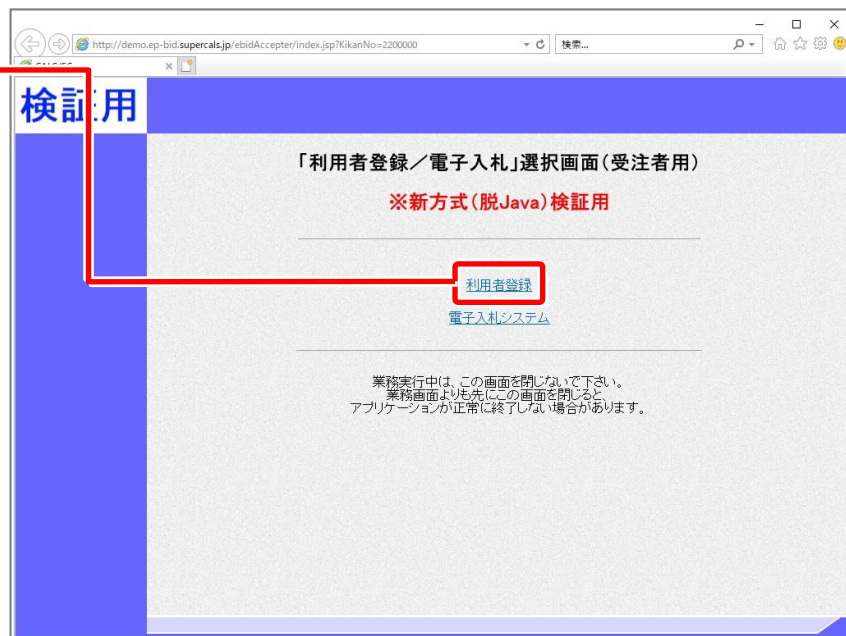 http://demo.ep-bid.supercals.jp/ebidAccepter/index.jsp?KikanNo=2200000
検索...
検証用
「利用者登録／電子入札」選択画面(受注者用)
※新方式(脱Java)検証用
利用者登録
電子入札システム
業務実行中は、この画面を閉じないで下さい。
業務画面よりも先にこの画面を閉じると、
アプリケーションが正常に終了しない場合があります。